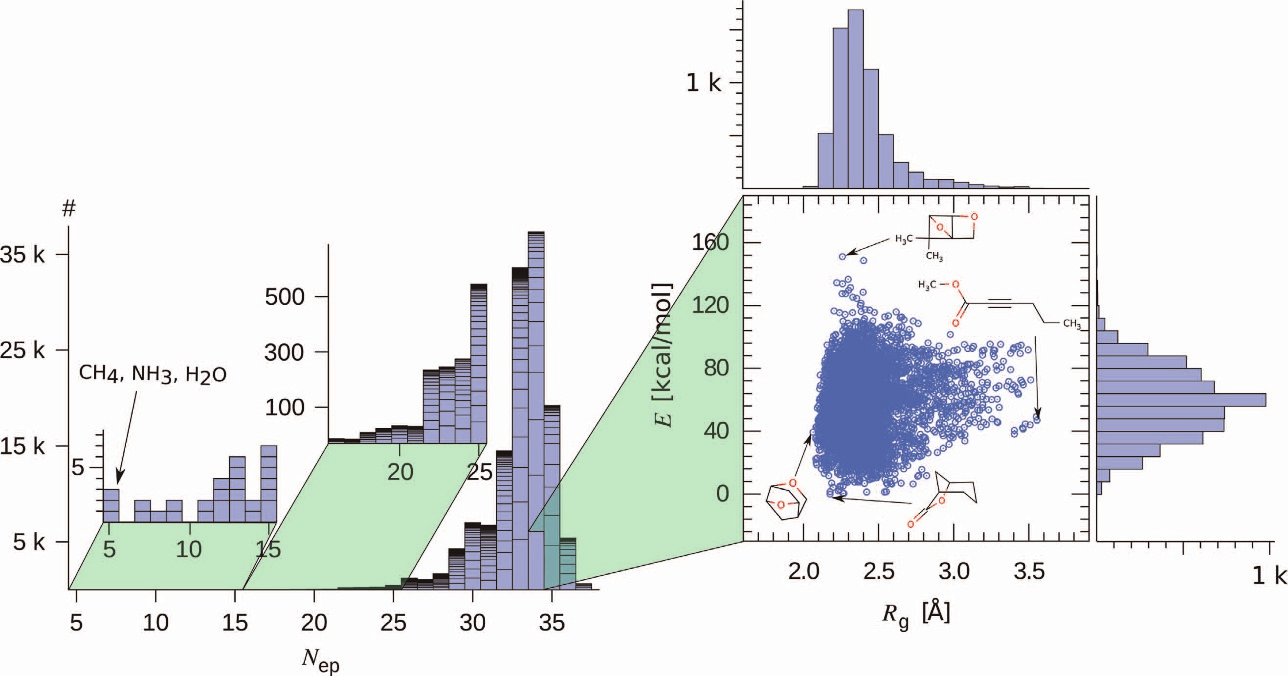 #
35 k
25 k
15 k
5 k
CH4, NH3, H2O
5
5
10
15
500
300
100
20
25
5
10
15
20
25
30
35
Nep
1 k
E [kcal/mol]
160
120
80
40
0
H3C
CH3
O
O
H3C
O
O
CH3
O
O
O
O
2.0
2.5
3.0
3.5
Rg [Å]
1 k